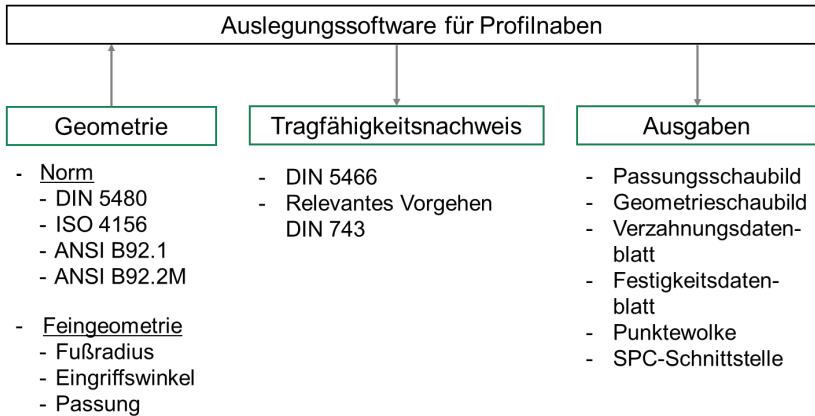 Auslegungssoftware für Profilnaben
Geometrie
- Norm
- DIN 5480
- ISO 4156
- ANSI B92.1
- ANSI B92.2M
- Feingeometrie
- Fußradius
- Eingriffswinkel
- Passung
Tragfähigkeitsnachweis
- DIN 5466
- Relevantes Vorgehen
DIN 743
Ausgaben
- Passungsschaubild
- Geometrieschaubild
- Verzahnungsdaten-
blatt
- Festigkeitsdaten-
blatt
- Punktewolke
- SPC-Schnittstelle